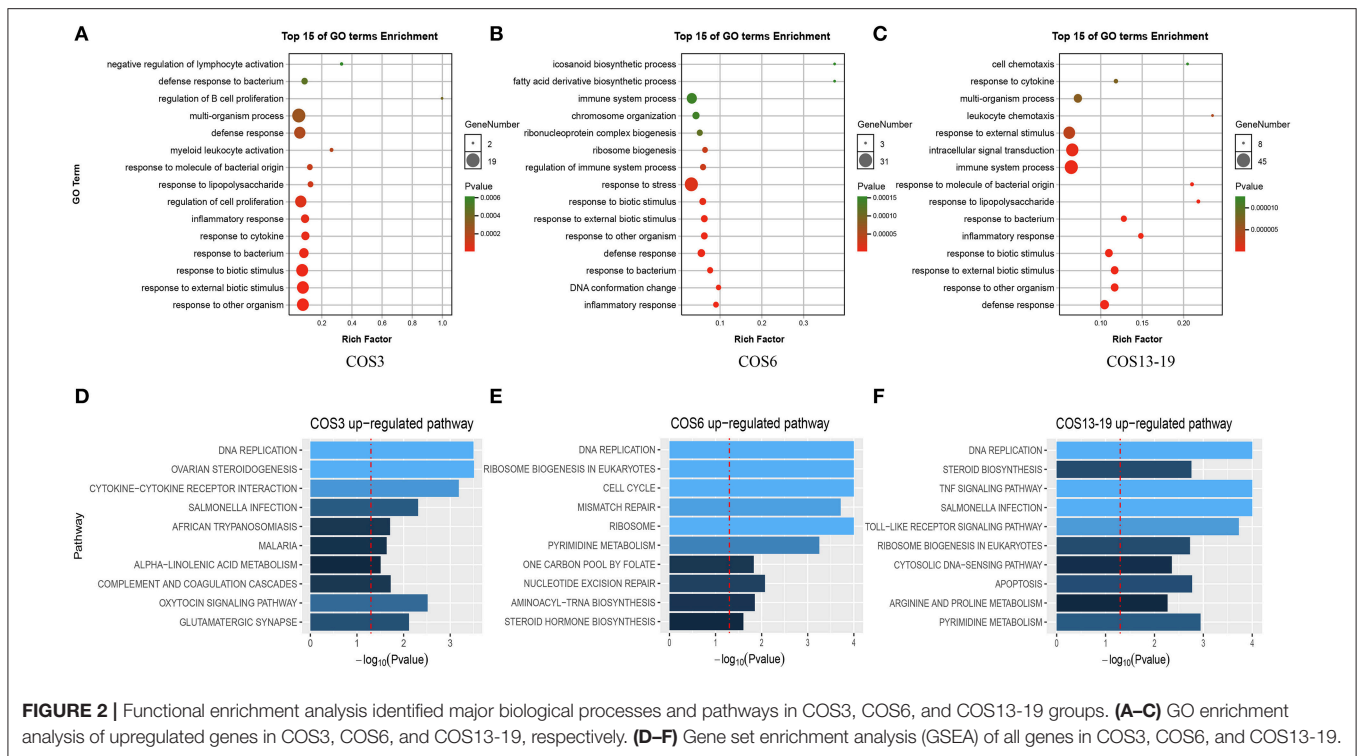 A
Top 15 of GO terms Enrichment
GO Term
negative regulation of lymphocyte activation
defense response to bacterium
regulation of B cell proliferation
multi-organism process
defense response
myeloid leukocyte activation
response to molecule of bacterial origin
response to lipopolysaccharide
regulation of cell proliferation
inflammatory response
response to cytokine
response to bacterium
response to biotic stimulus
response to external biotic stimulus
response to other organism
0.2 0.4 0.6 0.8 1.0
Rich Factor
COS3
GeneNumber
2
19
Pvalue
0.0006
0.0004
0.0002
B
Top 15 of GO terms Enrichment
icosanoid biosynthetic process
fatty acid derivative biosynthetic process
immune system process
chromosome organization
ribonucleoprotein complex biogenesis
ribosome biogenesis
regulation of immune system process
response to stress
response to biotic stimulus
response to external biotic stimulus
response to other organism
defense response
response to bacterium
DNA conformation change
inflammatory response
0.1 0.2 0.3
Rich Factor
COS6
GeneNumber
3
31
Pvalue
0.00015
0.00010
0.00005
C
Top 15 of GO terms Enrichment
cell chemotaxis
response to cytokine
multi-organism process
leukocyte chemotaxis
response to external stimulus
intracellular signal transduction
immune system process
response to molecule of bacterial origin
response to lipopolysaccharide
response to bacterium
inflammatory response
response to biotic stimulus
response to external biotic stimulus
response to other organism
defense response
0.10 0.15 0.20
Rich Factor
COS13-19
GeneNumber
8
45
Pvalue
0.000010
0.000005
D
COS3 up-regulated pathway
Pathway
DNA REPLICATION
OVARIAN STEROIDOGENESIS
CYTOKINE-CYTOKINE RECEPTOR INTERACTION
SALMONELLA INFECTION
AFRICAN TRYPANOSOMIASIS
MALARIA
ALPHA-LINOLENIC ACID METABOLISM
COMPLEMENT AND COAGULATION CASCADES
OXYTOCIN SIGNALING PATHWAY
GLUTAMATERGIC SYNAPSE
0 1 2 3
−log10(Pvalue)
E
COS6 up-regulated pathway
DNA REPLICATION
RIBOSOME BIOGENESIS IN EUKARYOTES
CELL CYCLE
MISMATCH REPAIR
RIBOSOME
PYRIMIDINE METABOLISM
ONE CARBON POOL BY FOLATE
NUCLEOTIDE EXCISION REPAIR
AMINOACYL-TRNA BIOSYNTHESIS
STEROID HORMONE BIOSYNTHESIS
0 1 2 3 4
−log10(Pvalue)
F
COS13-19 up-regulated pathway
DNA REPLICATION
STEROID BIOSYNTHESIS
TNF SIGNALING PATHWAY
SALMONELLA INFECTION
TOLL-LIKE RECEPTOR SIGNALING PATHWAY
RIBOSOME BIOGENESIS IN EUKARYOTES
CYTOSOLIC DNA-SENSING PATHWAY
APOPTOSIS
ARGININE AND PROLINE METABOLISM
PYRIMIDINE METABOLISM
0 1 2 3 4
−log10(Pvalue)
FIGURE 2 | Functional enrichment analysis identified major biological processes and pathways in COS3, COS6, and COS13-19 groups. (A–C) GO enrichment
analysis of upregulated genes in COS3, COS6, and COS13-19, respectively. (D–F) Gene set enrichment analysis (GSEA) of all genes in COS3, COS6, and COS13-19.